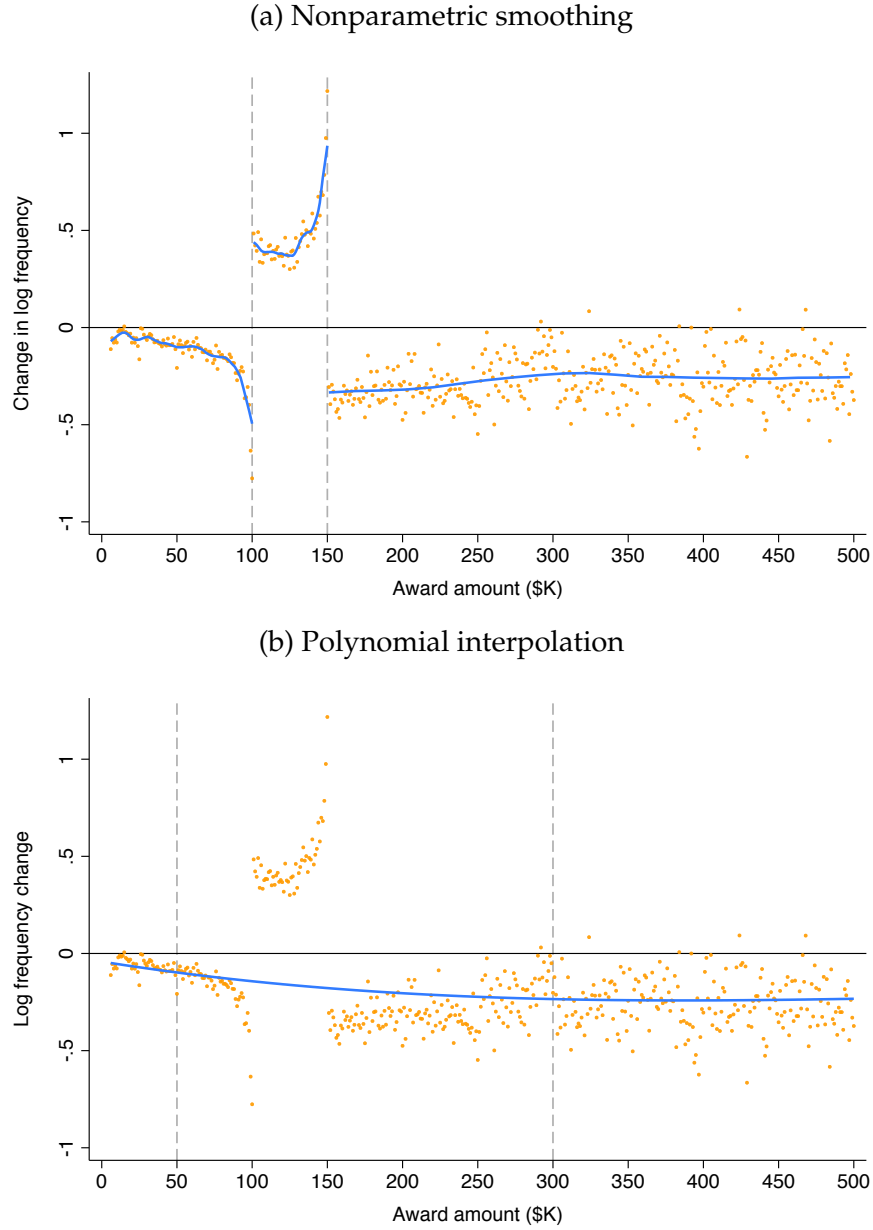 (a) Nonparametric smoothing
Change in log frequency
1
.5
0
-.5
-1
0 50 100 150 200 250 300 350 400 450 500
Award amount ($K)
(b) Polynomial interpolation
Log frequency change
1
.5
0
-.5
-1
0 50 100 150 200 250 300 350 400 450 500
Award amount ($K)